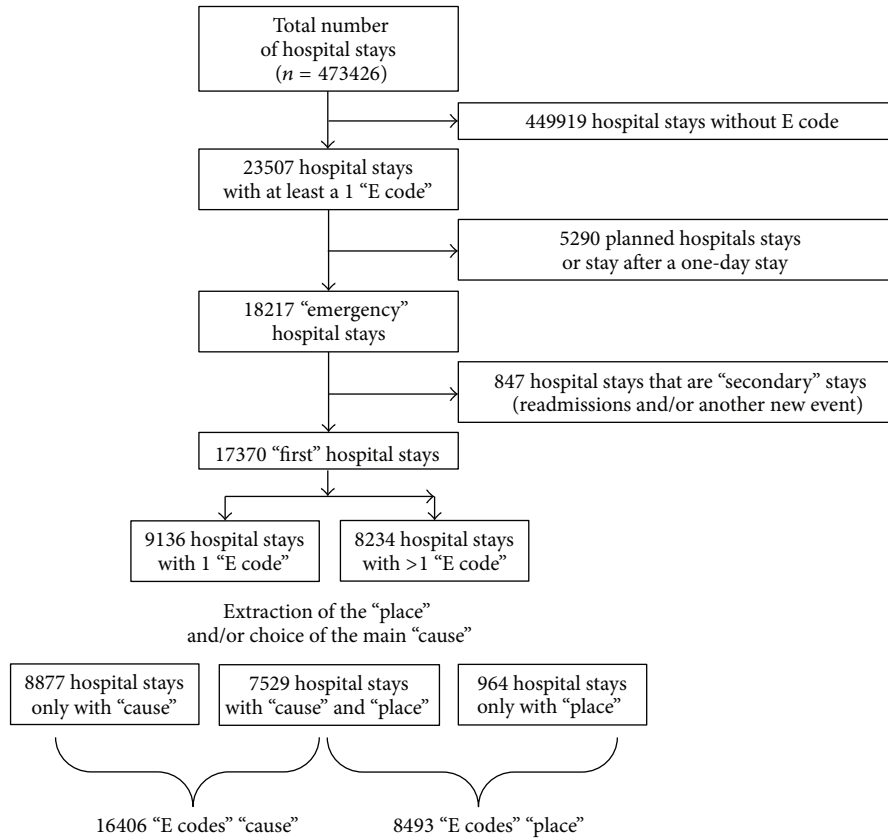 Total number
of hospital stays
(n = 473426)
449919 hospital stays without E code
23507 hospital stays
with at least a 1 “E code”
5290 planned hospitals stays
or stay after a one-day stay
18217 “emergency”
hospital stays
847 hospital stays that are “secondary” stays
(readmissions and/or another new event)
17370 “first” hospital stays
9136 hospital stays
with 1 “E code”
8234 hospital stays
with >1 “E code”
Extraction of the “place”
and/or choice of the main “cause”
8877 hospital stays
only with “cause”
7529 hospital stays
with “cause” and “place”
964 hospital stays
only with “place”
16406 “E codes” “cause”
8493 “E codes” “place”